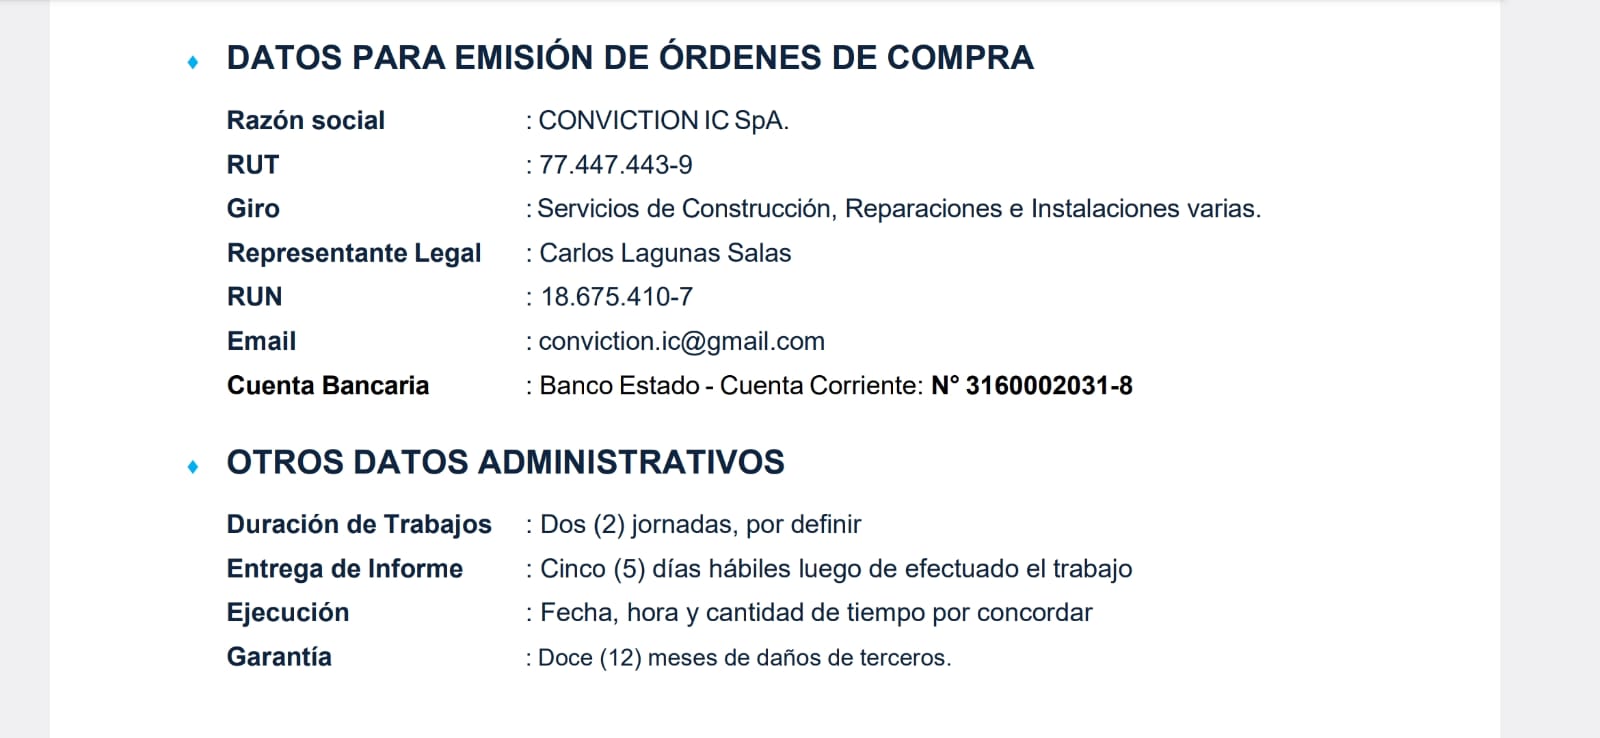 DATOS PARA EMISIÓN DE ÓRDENES DE COMPRA
Razón social : CONVICTION IC SpA.
RUT : 77.447.443-9
Giro : Servicios de Construcción, Reparaciones e Instalaciones varias.
Representante Legal : Carlos Lagunas Salas
RUN : 18.675.410-7
Email : conviction.ic@gmail.com
Cuenta Bancaria : Banco Estado - Cuenta Corriente: N° 3160002031-8
OTROS DATOS ADMINISTRATIVOS
Duración de Trabajos : Dos (2) jornadas, por definir
Entrega de Informe : Cinco (5) días hábiles luego de efectuado el trabajo
Ejecución : Fecha, hora y cantidad de tiempo por concordar
Garantía : Doce (12) meses de daños de terceros.